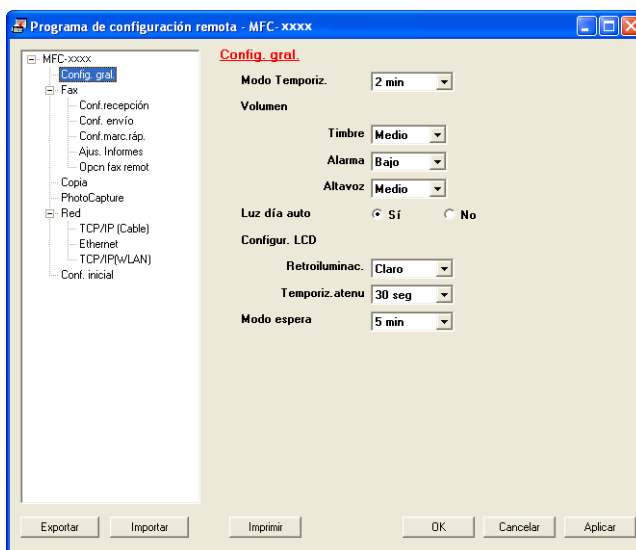 Programa de configuración remota - MFC-xxxx
MFC-xxxx
Config. gral.
Fax
Conf.recepción
Conf. envío
Conf.marc.ráp.
Ajus. Informes
Opcn fax remot
Copia
PhotoCapture
Red
TCP/IP (Cable)
Ethernet
TCP/IP(WLAN)
Conf. inicial
Config. gral.
Modo Temporiz. 2 min
Volumen
Timbre Medio
Alarma Bajo
Altavoz Medio
Luz día auto Sí No
Configur. LCD
Retroiluminac. Claro
Temporiz.atenu 30 seg
Modo espera 5 min
Exportar Importar Imprimir OK Cancelar Aplicar